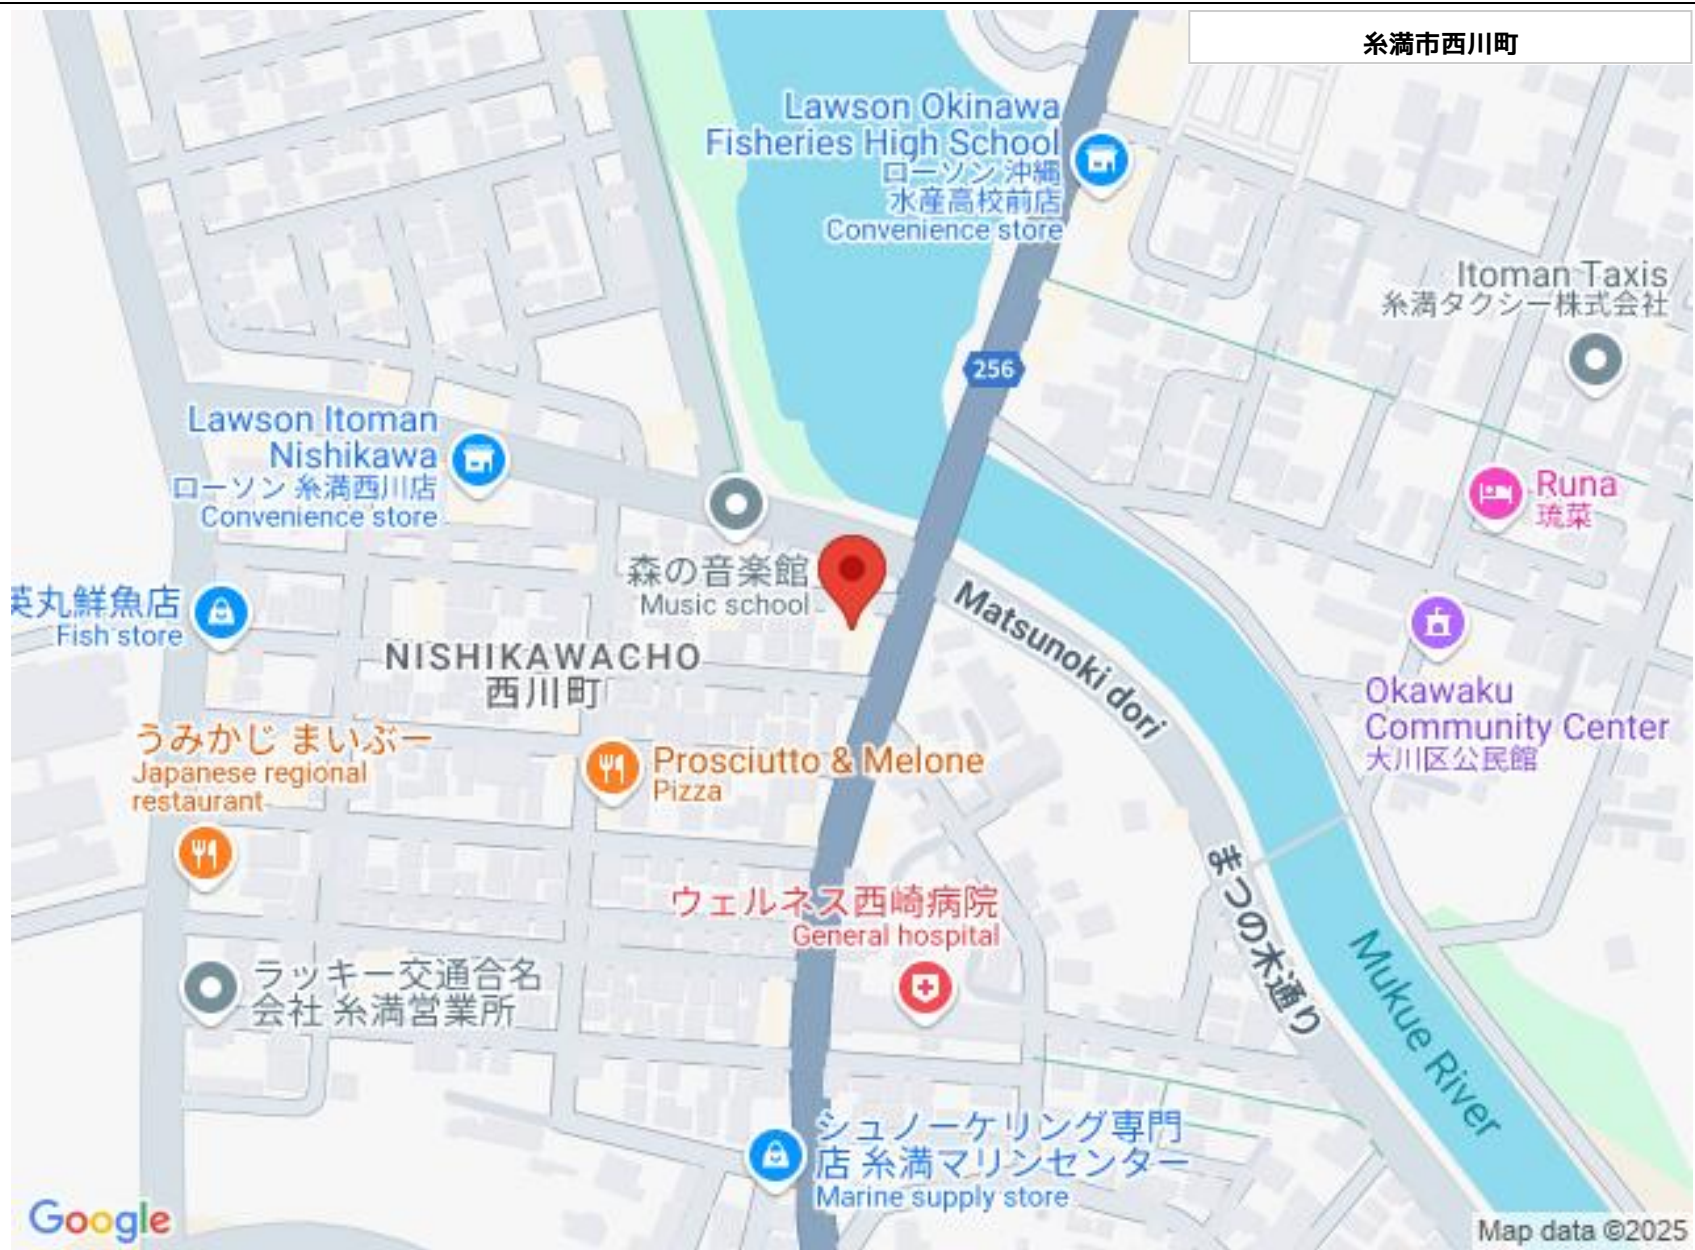 糸満市西川町
Lawson Okinawa
Fisheries High School
ローソン 沖縄
水産高校前店
Convenience store
Itoman Taxis
糸満タクシー株式会社
256
Lawson Itoman
Nishikawa
ローソン 糸満西川店
Convenience store
Runa
琉菜
森の音楽館
Music school
英丸鮮魚店
Fish store
Matsunoki dori
NISHIKAWACHO
西川町
Okawaku
Community Center
大川区公民館
うみかじ まいぶー
Japanese regional
restaurant
Prosciutto & Melone
Pizza
まつの木通り
ウェルネス西崎病院
General hospital
Mukue River
ラッキー交通合名
会社 糸満営業所
シュノーケリング専門
店 糸満マリンセンター
Marine supply store
Google
Map data ©2025